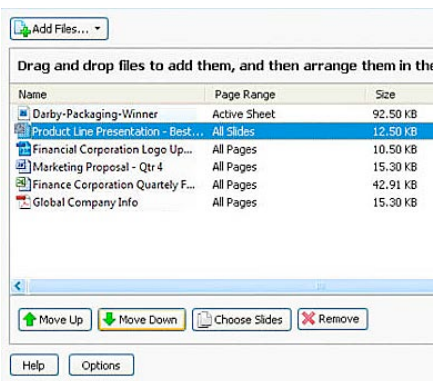 Add Files...
Drag and drop files to add them, and then arrange them in the
Name Page Range Size
Darby-Packaging-Winner Active Sheet 92.50 KB
Product Line Presentation - Best... All Slides 12.50 KB
Financial Corporation Logo Up... All Pages 10.50 KB
Marketing Proposal - Qtr 4 All Pages 15.30 KB
Finance Corporation Quartely F... All Pages 42.91 KB
Global Company Info All Pages 15.30 KB
Move Up Move Down Choose Slides Remove
Help Options